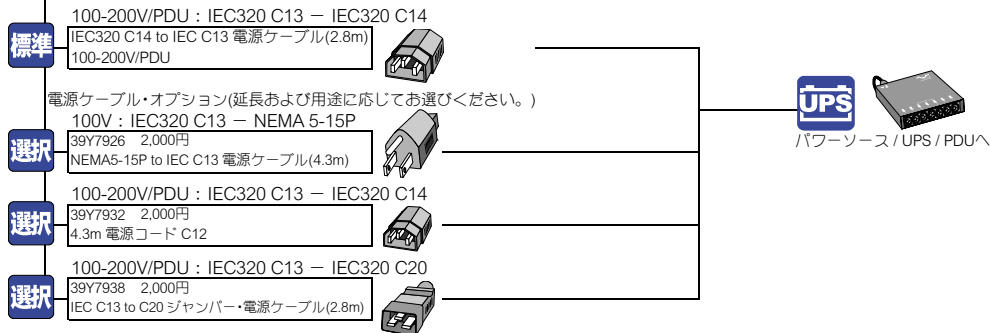 100-200V/PDU：IEC320 C13 － IEC320 C14
標準
IEC320 C14 to IEC C13 電源ケーブル(2.8m)
100-200V/PDU
電源ケーブル・オプション(延長および用途に応じてお選びください。)
100V：IEC320 C13 － NEMA 5-15P
選択
39Y7926 2,000円
NEMA5-15P to IEC C13 電源ケーブル(4.3m)
UPS
パワーソース / UPS / PDUへ
100-200V/PDU：IEC320 C13 － IEC320 C14
選択
39Y7932 2,000円
4.3m 電源コード C12
100-200V/PDU：IEC320 C13 － IEC320 C20
選択
39Y7938 2,000円
IEC C13 to C20 ジャンパー・電源ケーブル(2.8m)